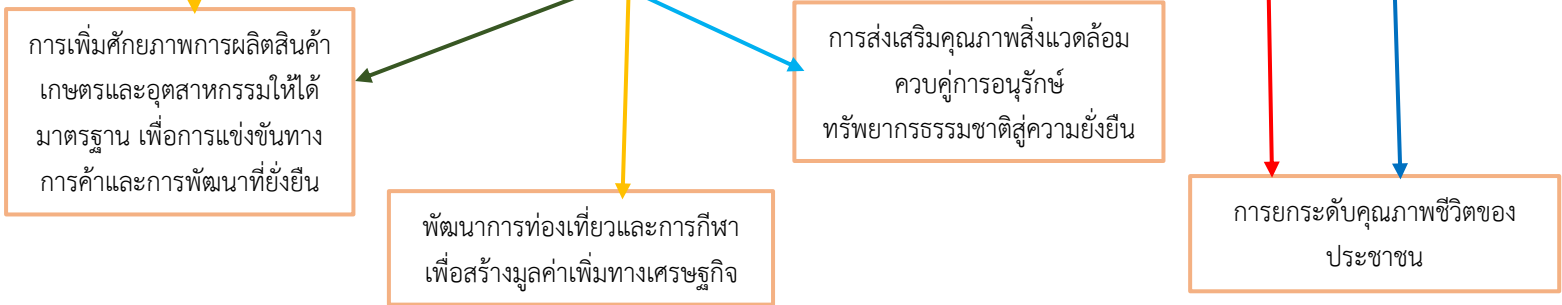 การเพิ่มศักยภาพการผลิตสินค้า
เกษตรและอุตสาหกรรมให้ได้
มาตรฐาน เพื่อการแข่งขันทาง
การค้าและการพัฒนาที่ยั่งยืน
พัฒนาการท่องเที่ยวและการกีฬา
เพื่อสร้างมูลค่าเพิ่มทางเศรษฐกิจ
การส่งเสริมคุณภาพสิ่งแวดล้อม
ควบคู่การอนุรักษ์
ทรัพยากรธรรมชาติสู่ความยั่งยืน
การยกระดับคุณภาพชีวิตของ
ประชาชน